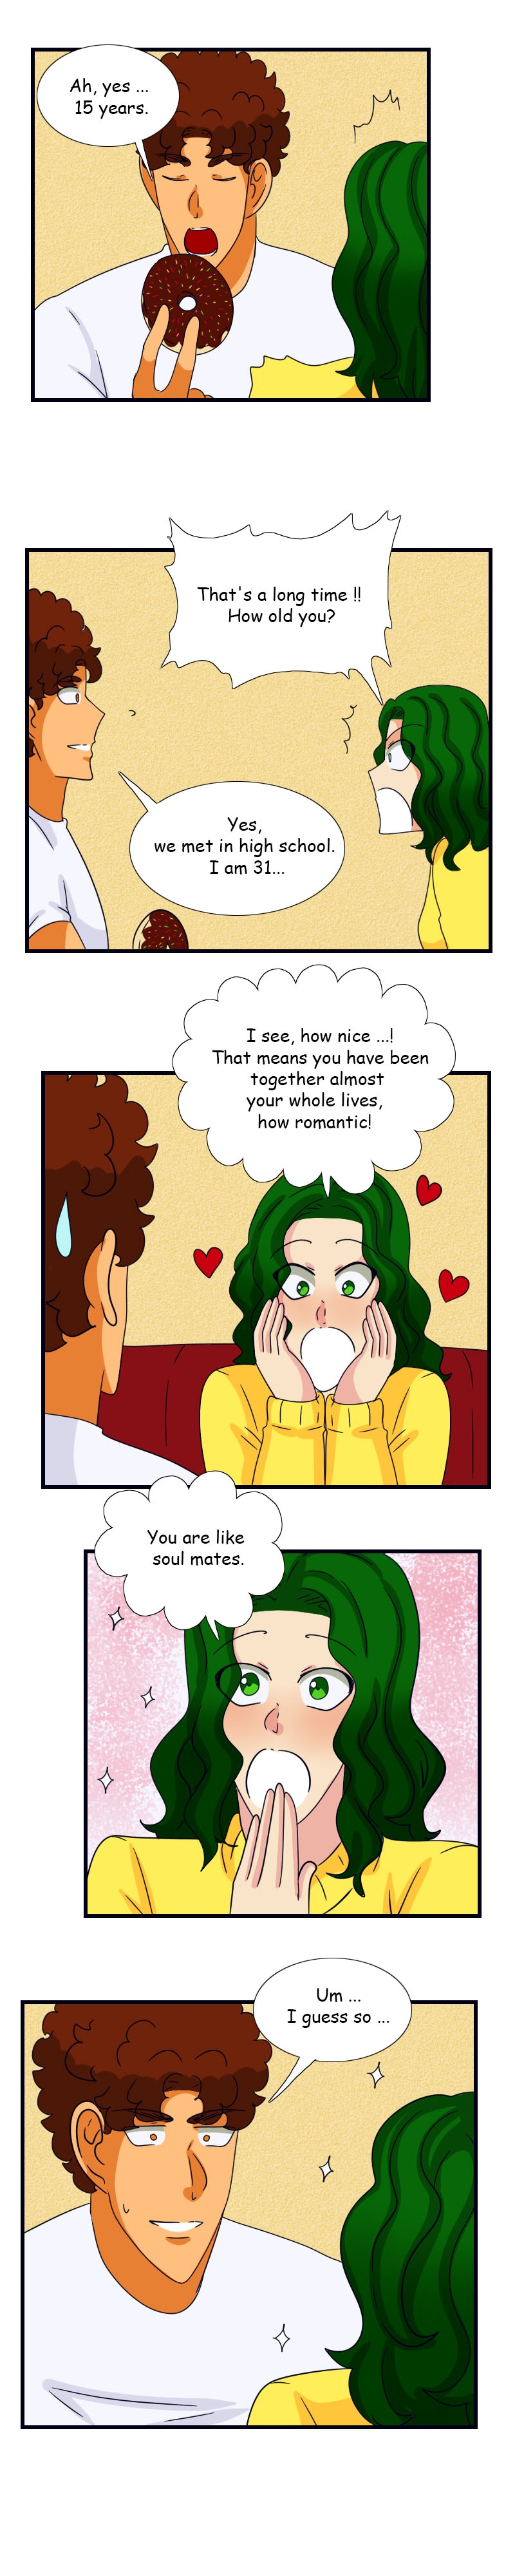 Ah, yes ...
15 years.
That's a long time !!
How old you?
Yes,
we met in high school.
I am 31...
I see, how nice ...!
That means you have been
together almost
your whole lives,
how romantic!
You are like
soul mates.
Um ...
I guess so ...